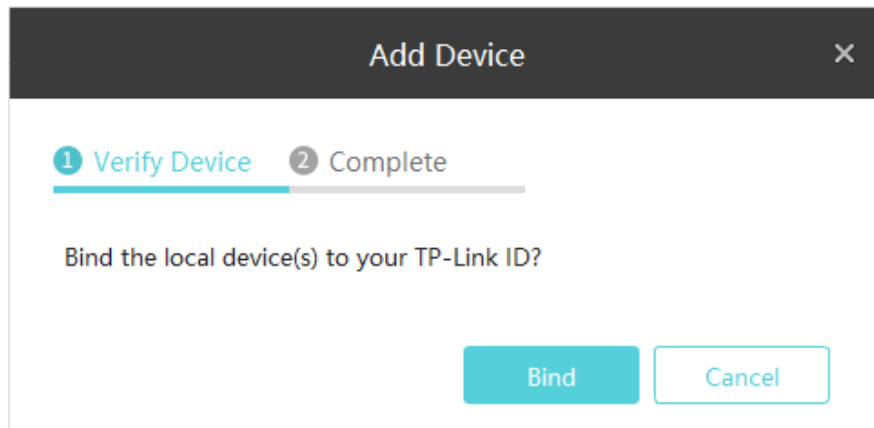 Add Device
1 Verify Device 2 Complete
Bind the local device(s) to your TP-Link ID?
Bind Cancel